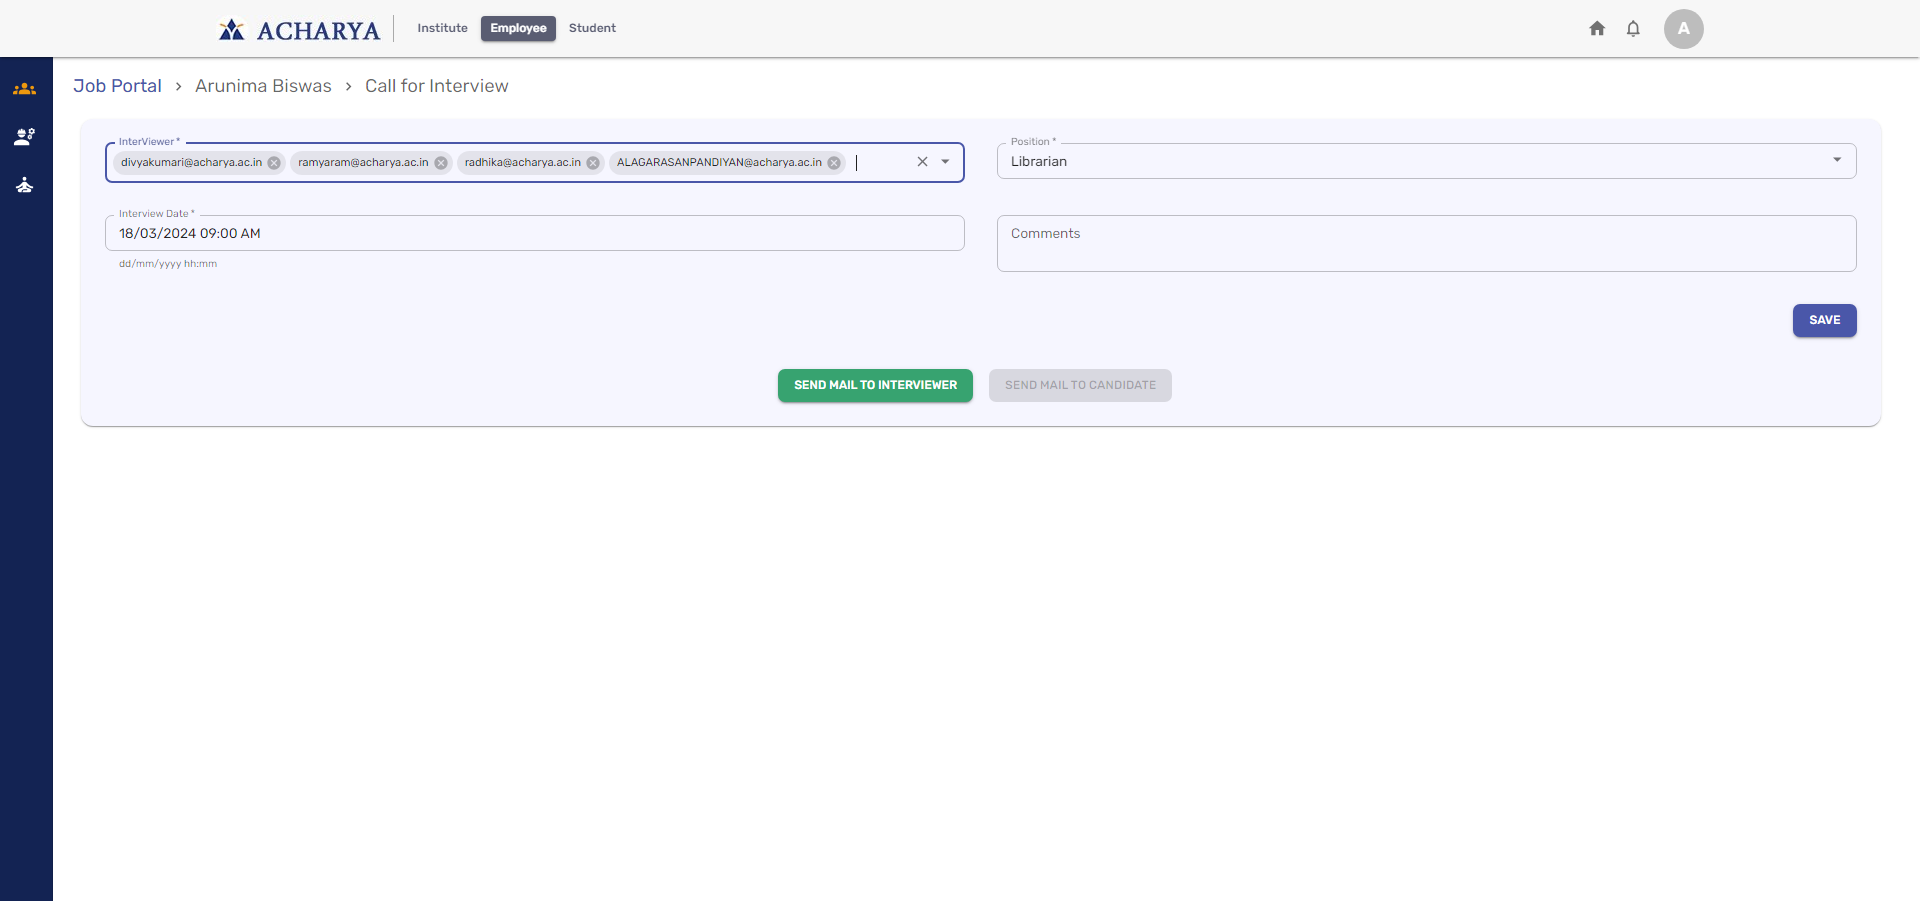 ACHARYA
Institute
Employee
Student
A
Job Portal › Arunima Biswas › Call for Interview
InterViewer *
divyakumari@acharya.ac.in
ramyaram@acharya.ac.in
radhika@acharya.ac.in
ALAGARASANPANDIYAN@acharya.ac.in
Position *
Librarian
Interview Date *
18/03/2024 09:00 AM
dd/mm/yyyy hh:mm
Comments
SAVE
SEND MAIL TO INTERVIEWER
SEND MAIL TO CANDIDATE